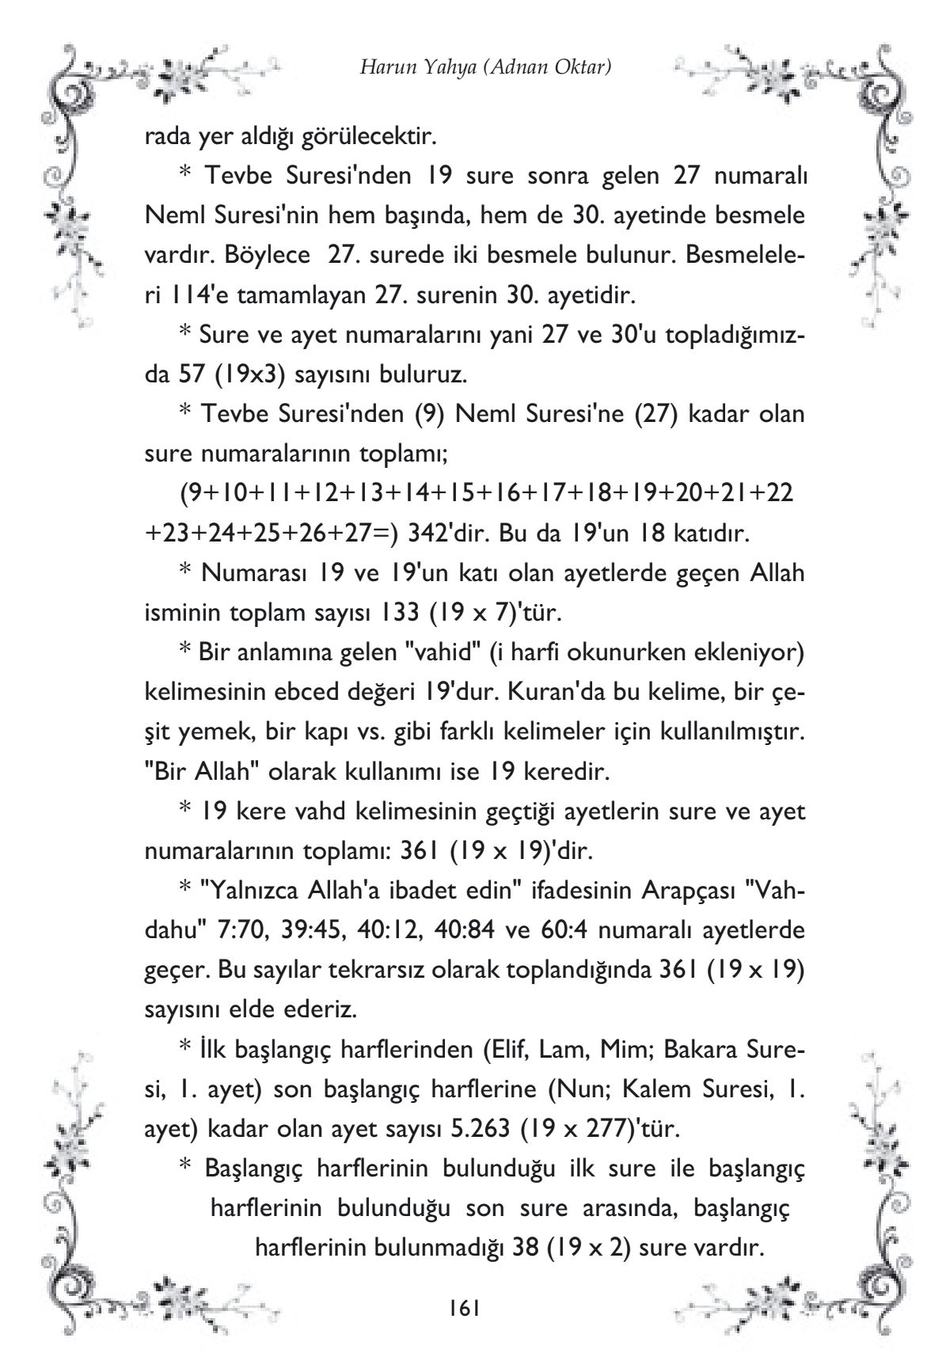 Harun Yahya (Adnan Oktar)
rada yer aldığı görülecektir.
* Tevbe Suresi'nden 19 sure sonra gelen 27 numaralı
Neml Suresi'nin hem başında, hem de 30. ayetinde besmele
vardır. Böylece 27. surede iki besmele bulunur. Besmelele-
ri 114'e tamamlayan 27. surenin 30. ayetidir.
* Sure ve ayet numaralarını yani 27 ve 30'u topladığımız-
da 57 (19x3) sayısını buluruz.
* Tevbe Suresi'nden (9) Neml Suresi'ne (27) kadar olan
sure numaralarının toplamı;
(9+10+11+12+13+14+15+16+17+18+19+20+21+22
+23+24+25+26+27=) 342'dir. Bu da 19'un 18 katıdır.
* Numarası 19 ve 19'un katı olan ayetlerde geçen Allah
isminin toplam sayısı 133 (19 x 7)'tür.
* Bir anlamına gelen "vahid" (i harfi okunurken ekleniyor)
kelimesinin ebced değeri 19'dur. Kuran'da bu kelime, bir çe-
şit yemek, bir kapı vs. gibi farklı kelimeler için kullanılmıştır.
"Bir Allah" olarak kullanımı ise 19 keredir.
* 19 kere vahd kelimesinin geçtiği ayetlerin sure ve ayet
numaralarının toplamı: 361 (19 x 19)'dir.
* "Yalnızca Allah'a ibadet edin" ifadesinin Arapçası "Vah-
dahu" 7:70, 39:45, 40:12, 40:84 ve 60:4 numaralı ayetlerde
geçer. Bu sayılar tekrarsız olarak toplandığında 361 (19 x 19)
sayısını elde ederiz.
* İlk başlangıç harflerinden (Elif, Lam, Mim; Bakara Sure-
si, 1. ayet) son başlangıç harflerine (Nun; Kalem Suresi, 1.
ayet) kadar olan ayet sayısı 5.263 (19 x 277)'tür.
* Başlangıç harflerinin bulunduğu ilk sure ile başlangıç
harflerinin bulunduğu son sure arasında, başlangıç
harflerinin bulunmadığı 38 (19 x 2) sure vardır.
161